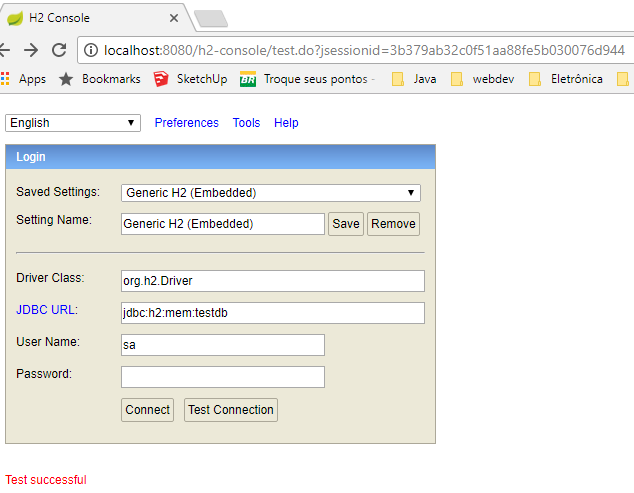 H2 Console
localhost:8080/h2-console/test.do?jsessionid=3b379ab32c0f51aa88fe5b030076d944
Apps Bookmarks SketchUp BR Troque seus pontos - Java webdev Eletrônica
English Preferences Tools Help
Login
Saved Settings: Generic H2 (Embedded)
Setting Name: Generic H2 (Embedded) Save Remove
Driver Class: org.h2.Driver
JDBC URL: jdbc:h2:mem:testdb
User Name: sa
Password:
Connect Test Connection
Test successful